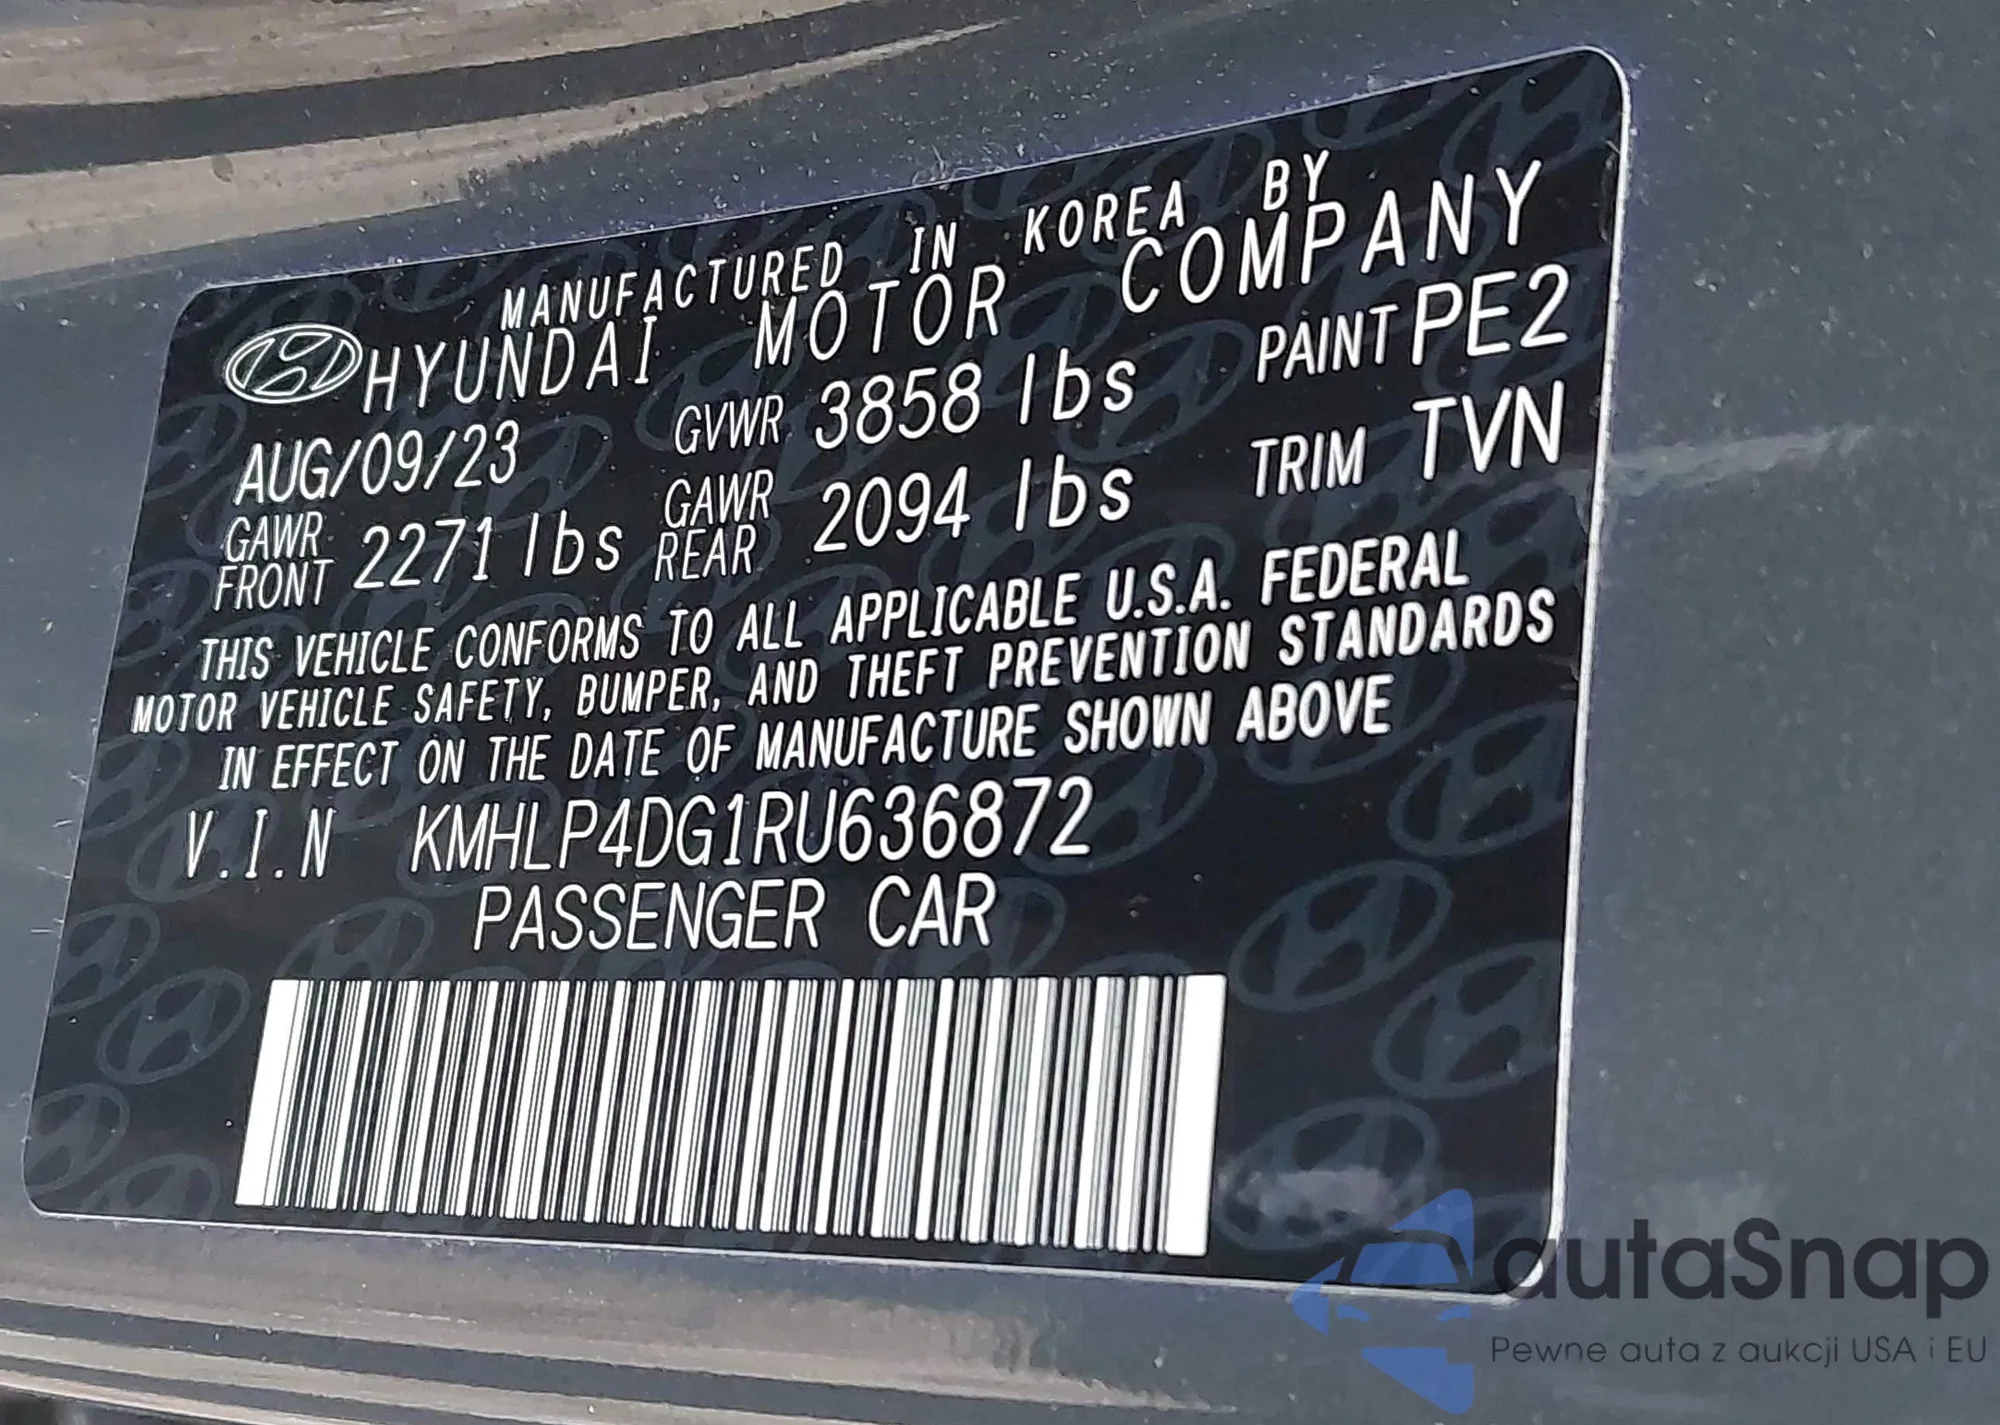 MANUFACTURED IN KOREA BY
HYUNDAI MOTOR COMPANY
AUG/09/23 GVWR 3858 lbs PAINT PE2
GAWR FRONT 2271 lbs GAWR REAR 2094 lbs TRIM TVN
THIS VEHICLE CONFORMS TO ALL APPLICABLE U.S.A. FEDERAL
MOTOR VEHICLE SAFETY, BUMPER, AND THEFT PREVENTION STANDARDS
IN EFFECT ON THE DATE OF MANUFACTURE SHOWN ABOVE
V.I.N KMHLP4DG1RU636872
PASSENGER CAR
autaSnap
Pewne auta z aukcji USA i EU